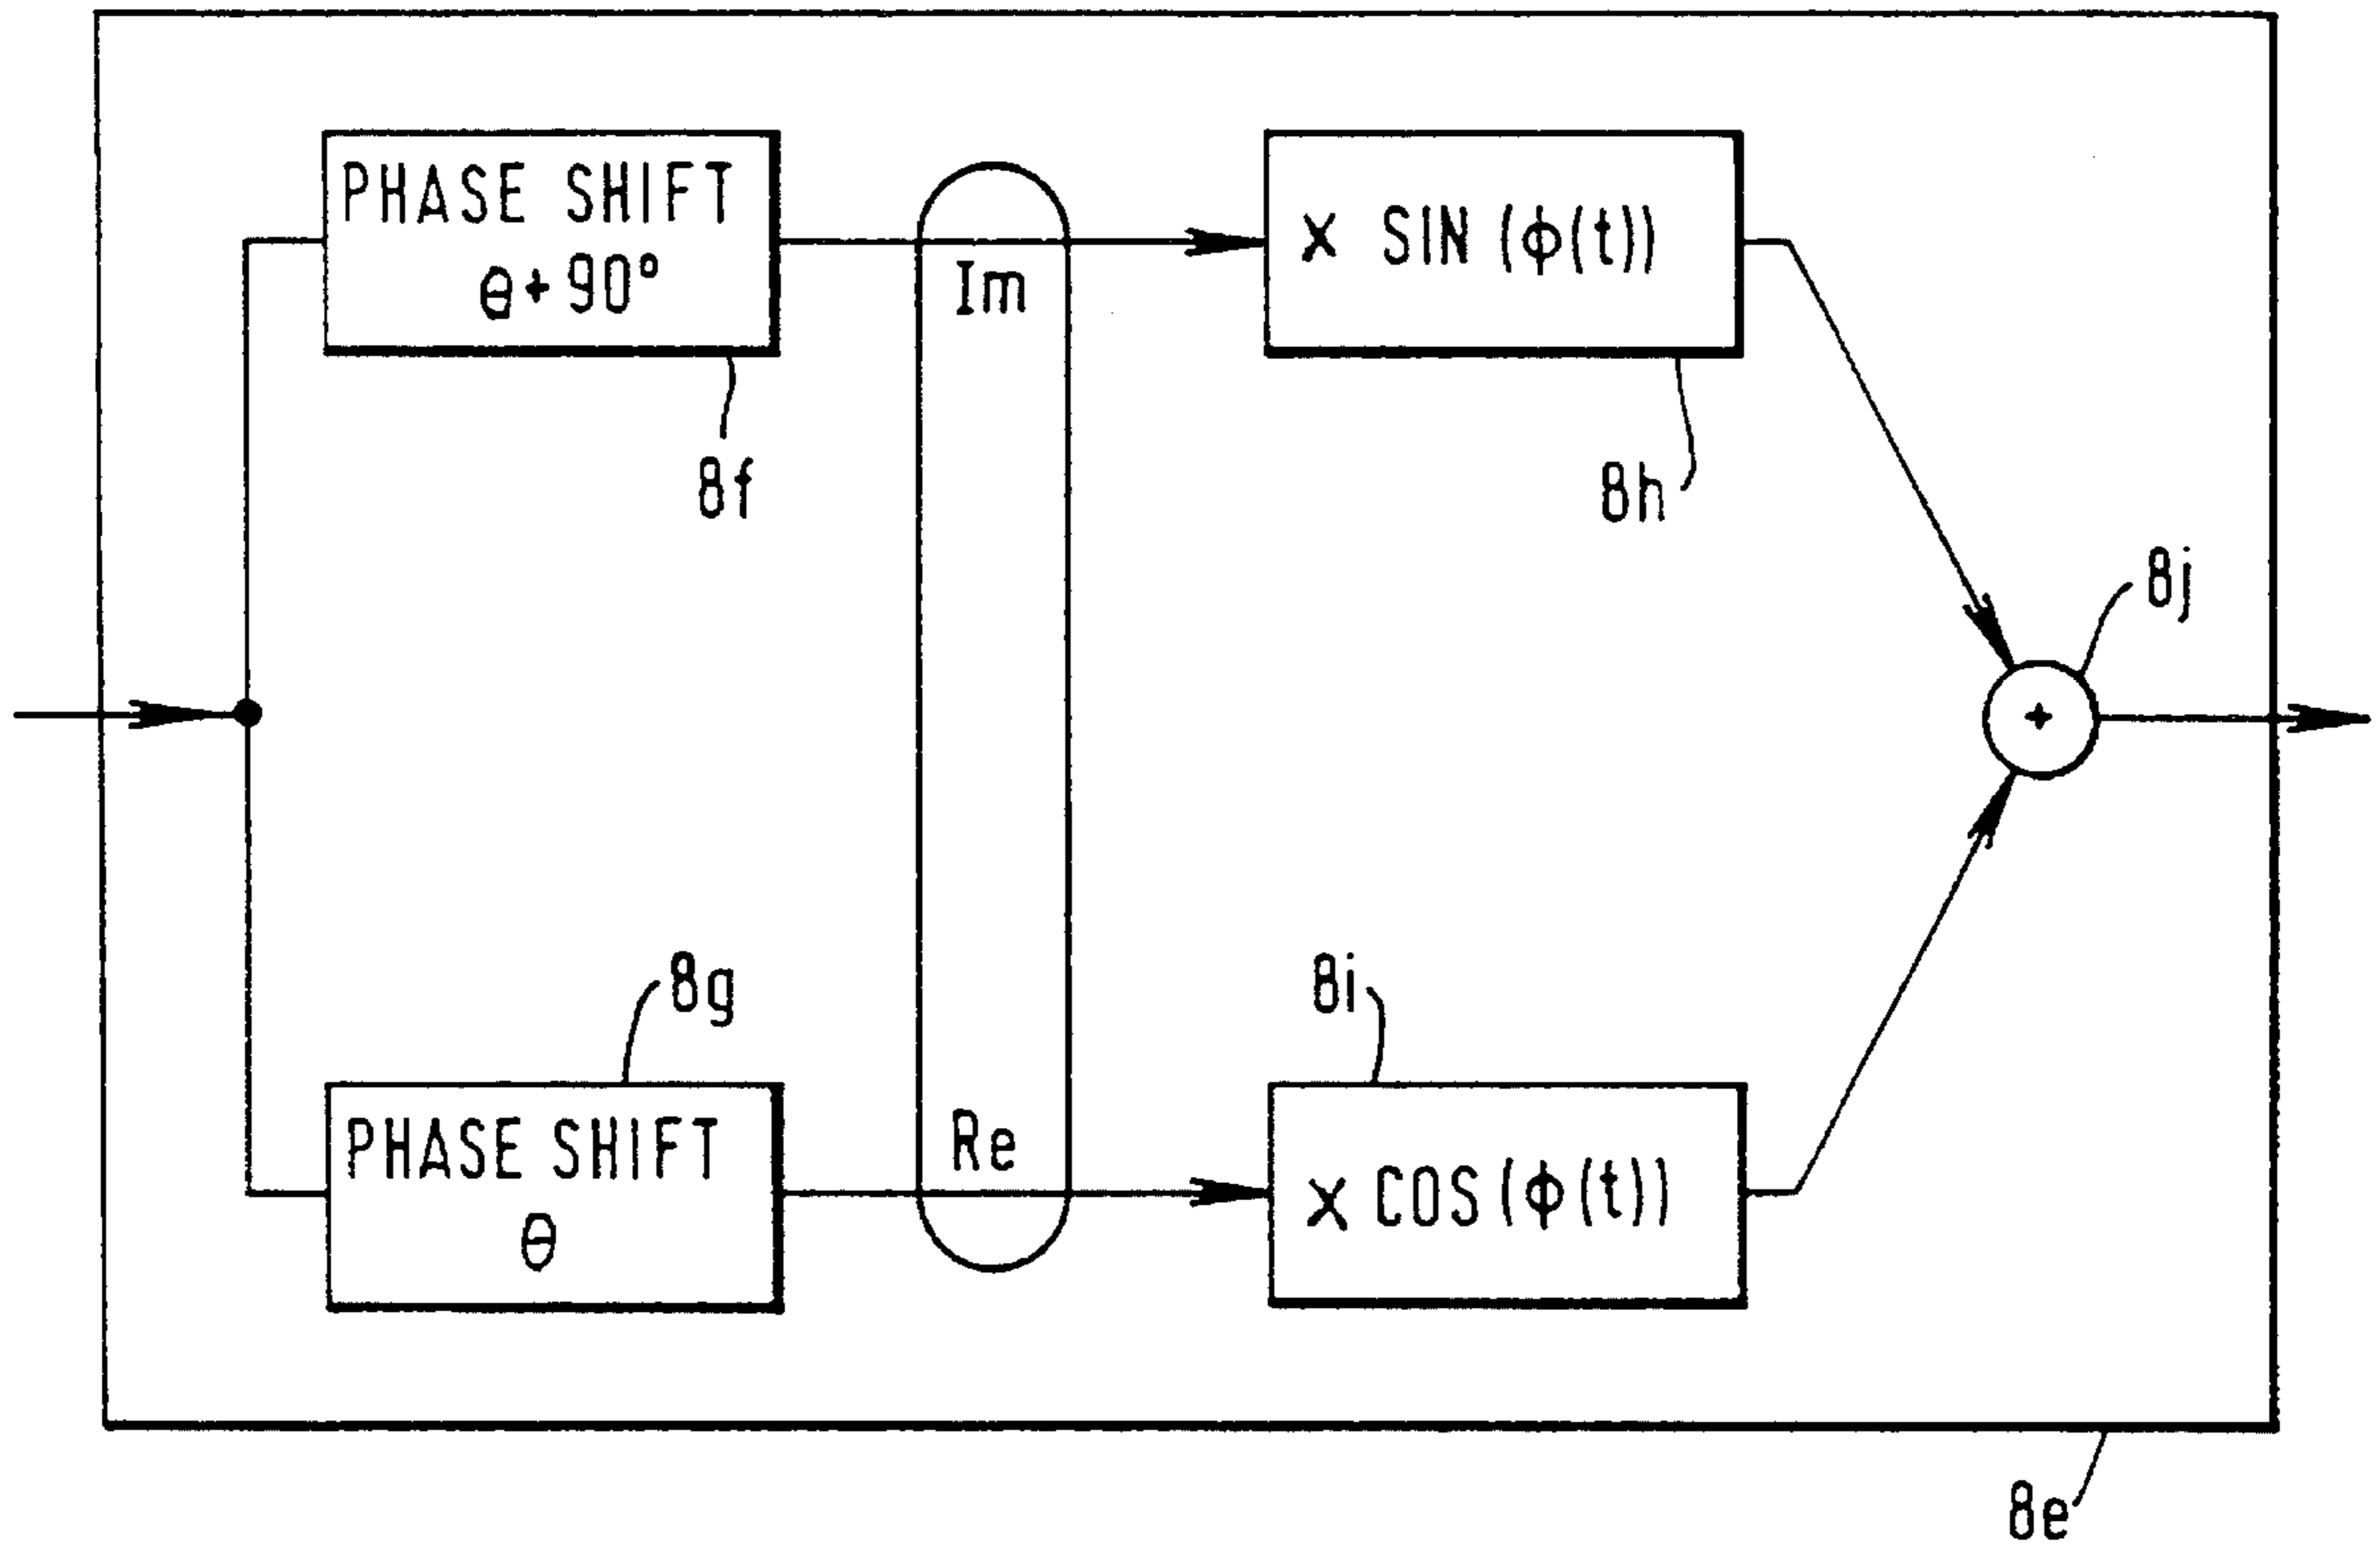 PHASE SHIFT
θ+90°
Im
X SIN (ϕ(t))
8f
8h
8j
8g
8i
PHASE SHIFT
θ
Re
X COS(ϕ(t))
+
8e